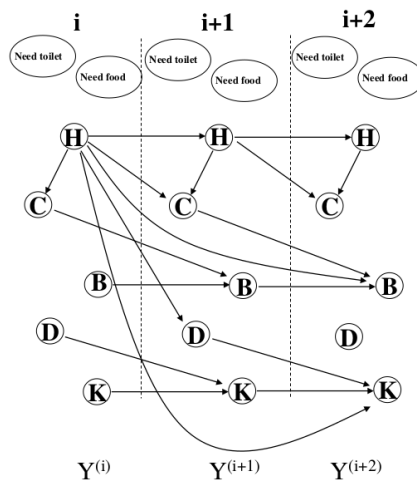 i i+1 i+2
Need toilet Need toilet Need toilet
Need food Need food Need food
H H H
C C C
B B B
D D D
K K K
Y(i) Y(i+1) Y(i+2)